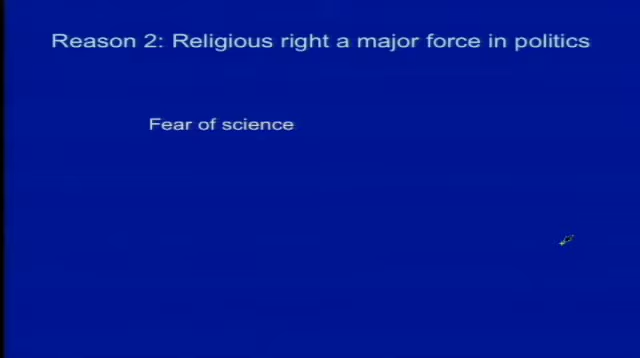 Reason 2: Religious right a major force in politics
Fear of science